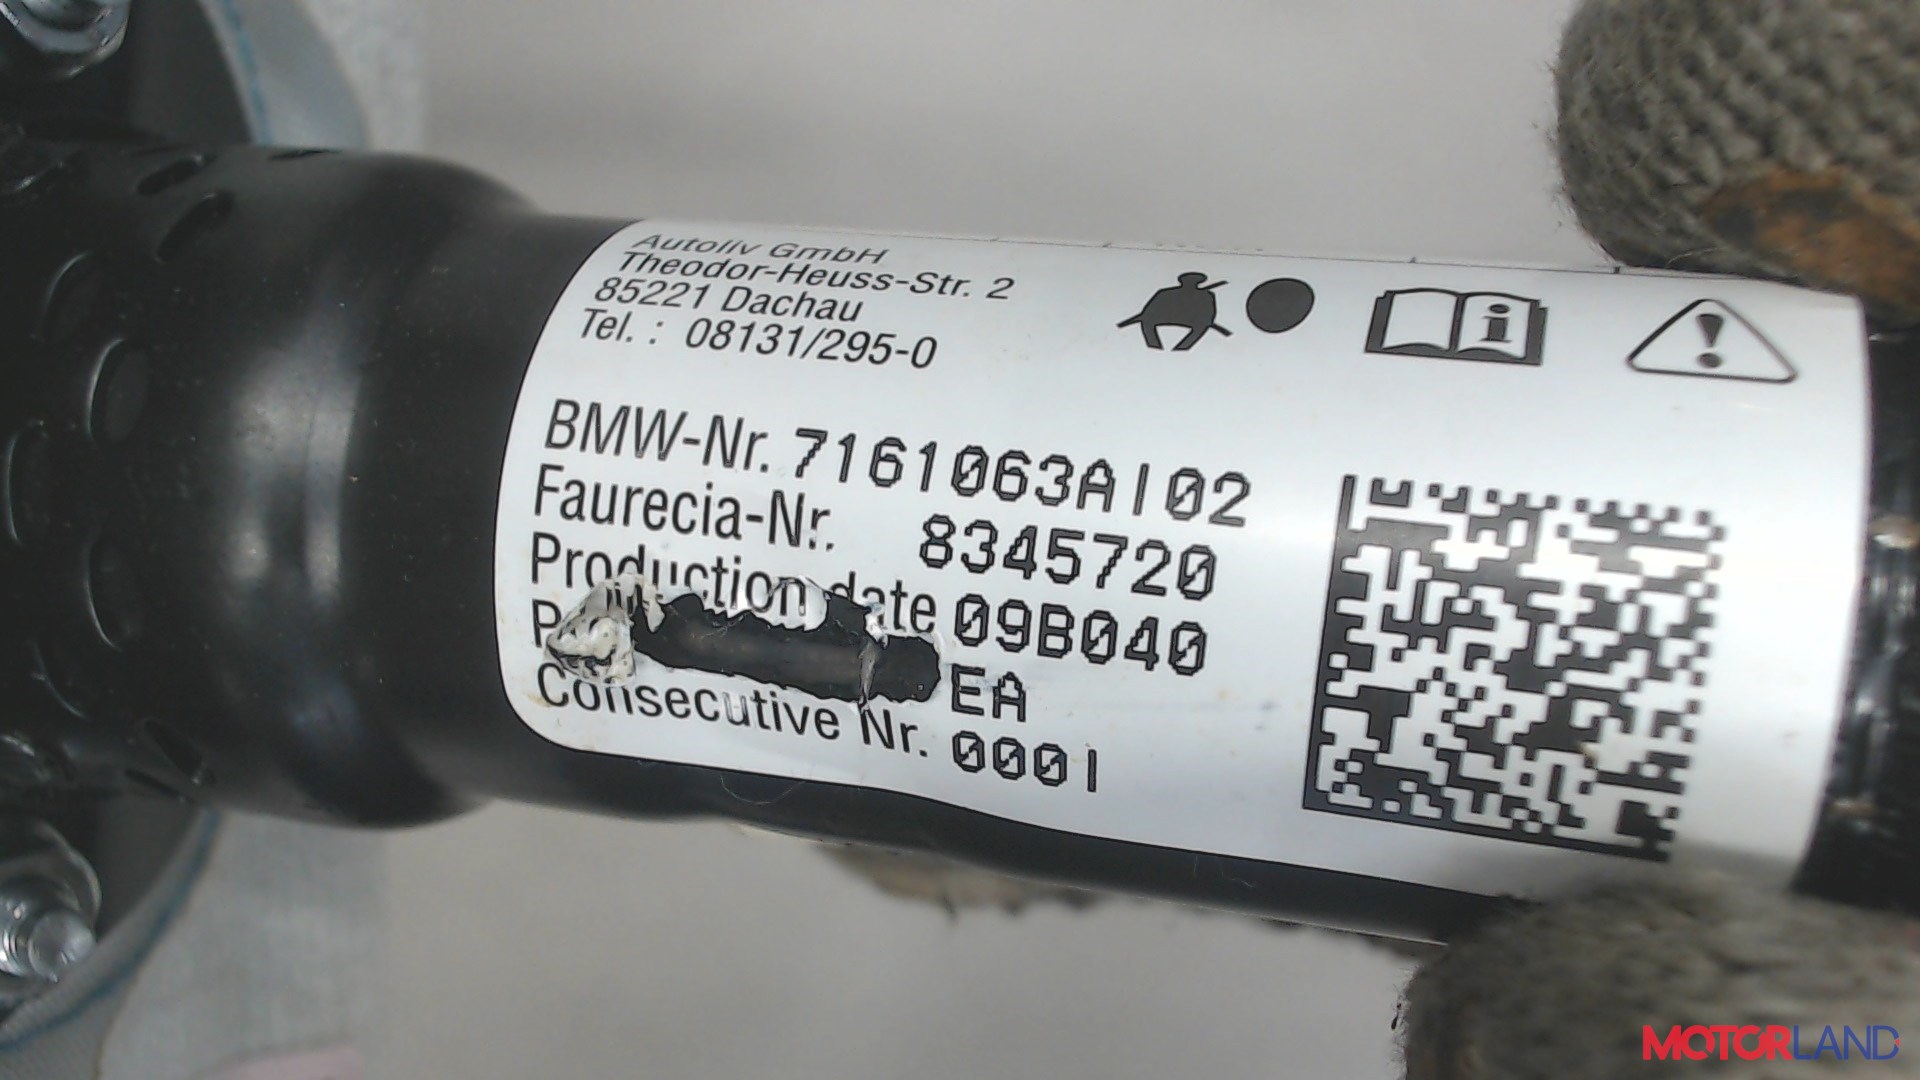 Autoliv GmbH
Theodor-Heuss-Str. 2
85221 Dachau
Tel. : 08131/295-0
BMW-Nr. 7161063AI02
Faurecia-Nr. 8345720
Production date 09B040
EA
Consecutive Nr. 0001
MOTORLAND